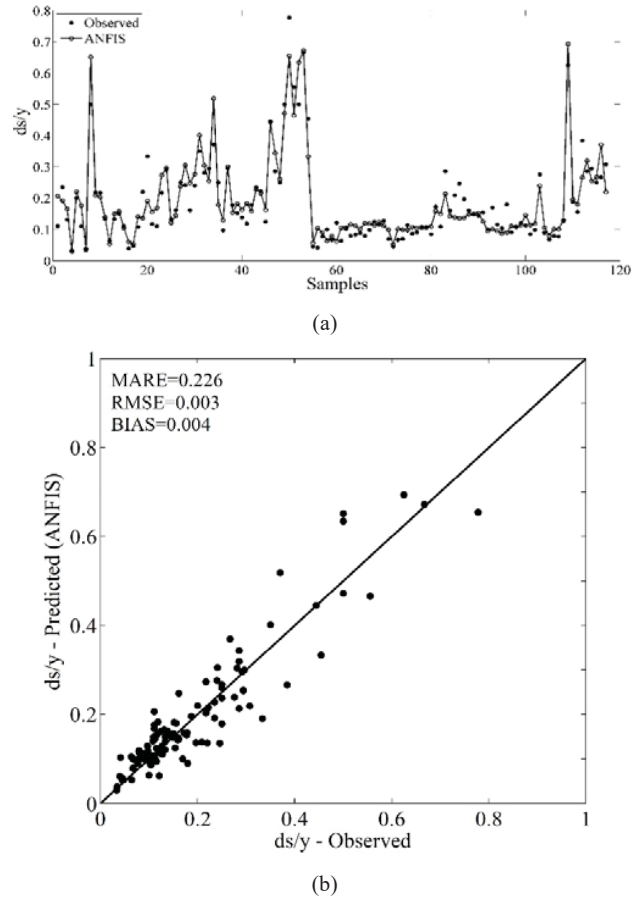 0.8
Observed
ANFIS
0.7
0.6
0.5
ds/y
0.4
0.3
0.2
0.1
0
0
20
40
60
80
100
120
Samples
(a)
1
MARE=0.226
RMSE=0.003
BIAS=0.004
0.8
0.6
ds/y - Predicted (ANFIS)
0.4
0.2
0
0
0.2
0.4
0.6
0.8
1
ds/y - Observed
(b)